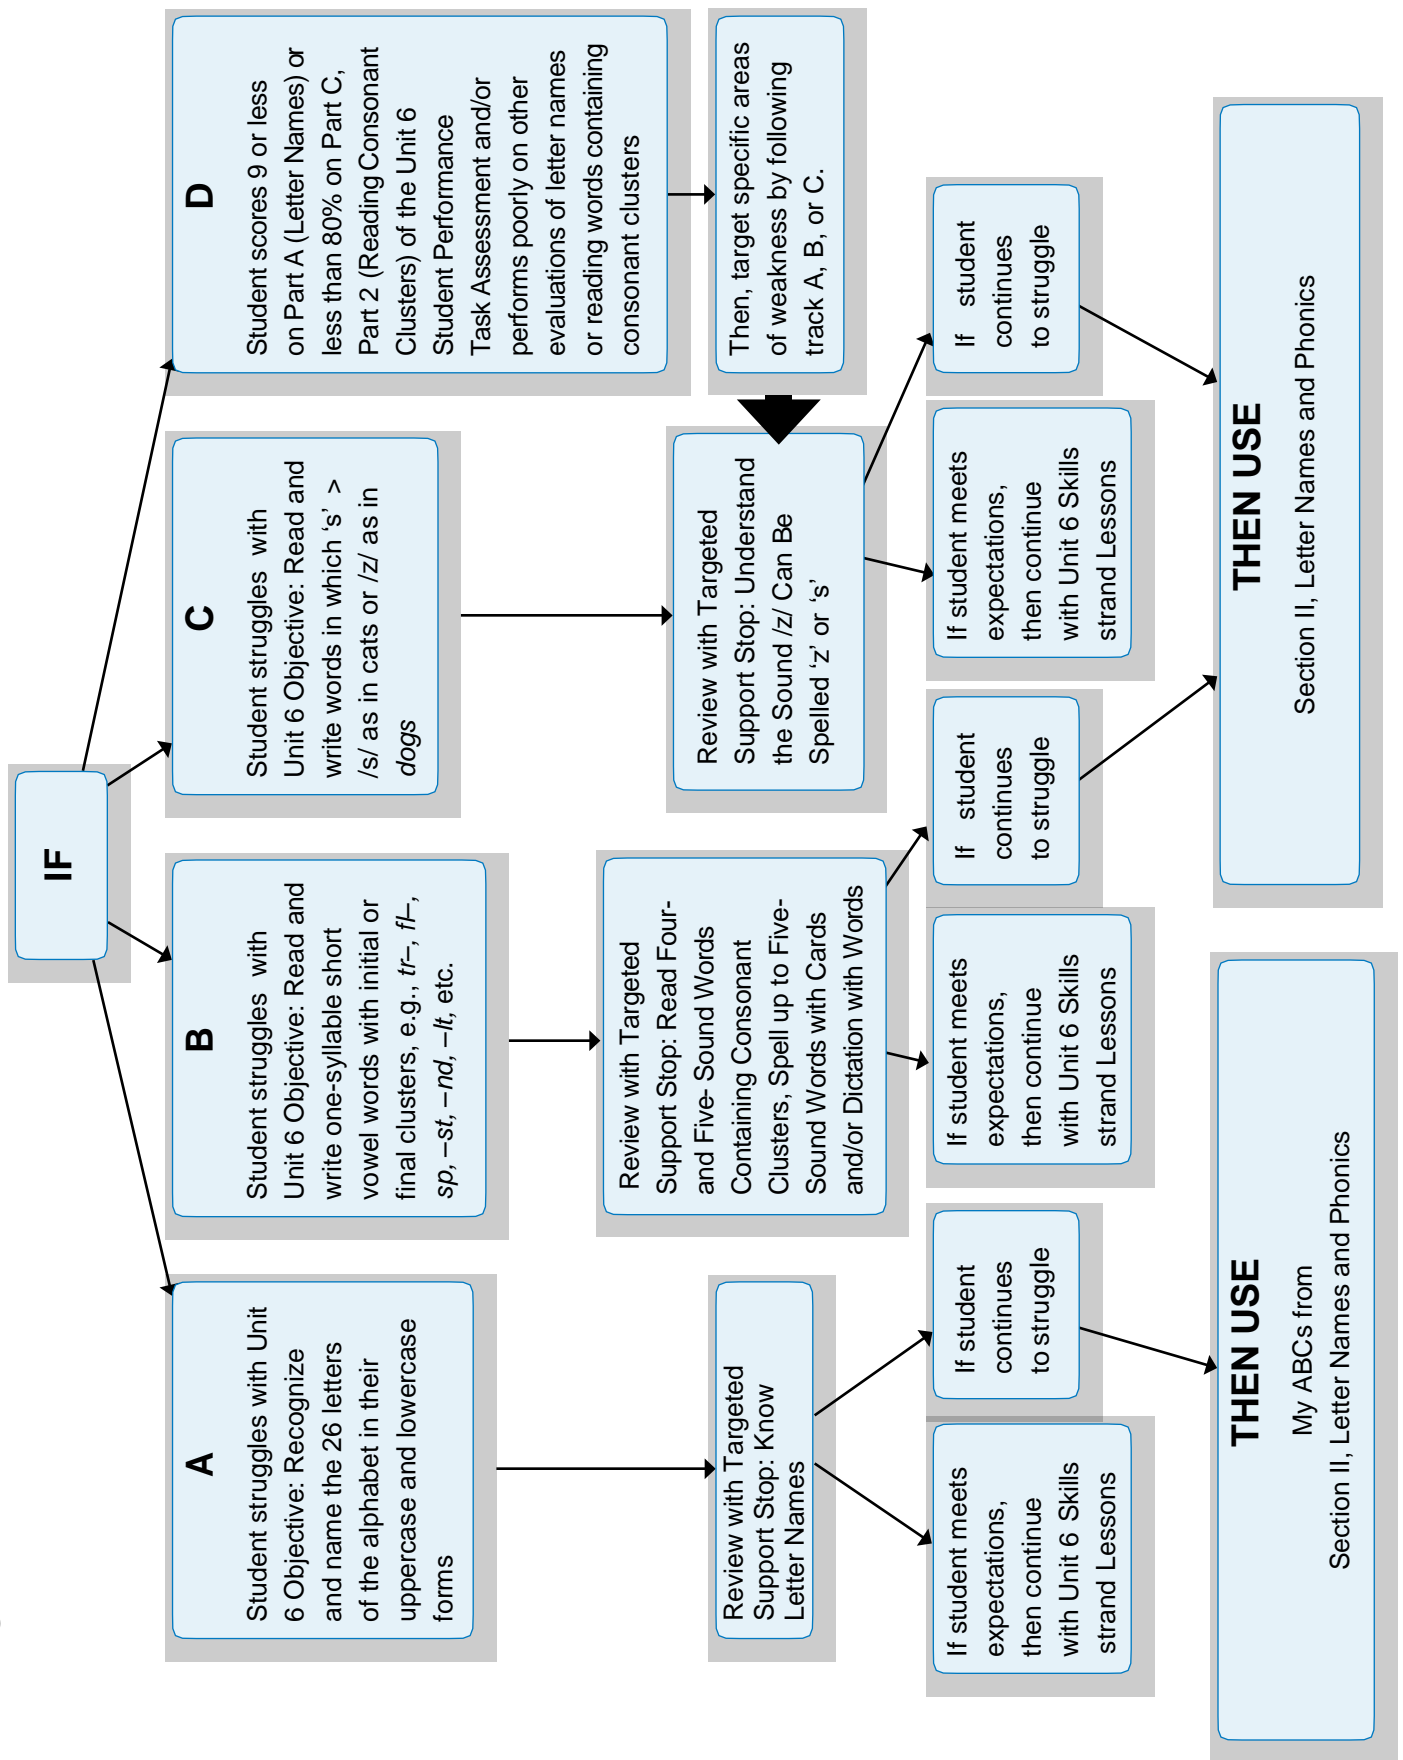 IF
A
Student struggles with Unit
6 Objective: Recognize
and name the 26 letters
of the alphabet in their
uppercase and lowercase
forms
B
Student struggles with
Unit 6 Objective: Read and
write one-syllable short
vowel words with initial or
final clusters, e.g., tr–, fl–,
sp, –st, –nd, –lt, etc.
C
Student struggles with
Unit 6 Objective: Read and
write words in which ‘s’ >
/s/ as in cats or /z/ as in
dogs
D
Student scores 9 or less
on Part A (Letter Names) or
less than 80% on Part C,
Part 2 (Reading Consonant
Clusters) of the Unit 6
Student Performance
Task Assessment and/or
performs poorly on other
evaluations of letter names
or reading words containing
consonant clusters
Review with Targeted
Support Stop: Know
Letter Names
Review with Targeted
Support Stop: Read Four-
and Five- Sound Words
Containing Consonant
Clusters, Spell up to Five-
Sound Words with Cards
and/or Dictation with Words
Review with Targeted
Support Stop: Understand
the Sound /z/ Can Be
Spelled ‘z’ or ‘s’
Then, target specific areas
of weakness by following
track A, B, or C.
If student meets
expectations,
then continue
with Unit 6 Skills
strand Lessons
If student
continues
to struggle
If student meets
expectations,
then continue
with Unit 6 Skills
strand Lessons
If student
continues
to struggle
If student meets
expectations,
then continue
with Unit 6 Skills
strand Lessons
If student
continues
to struggle
THEN USE
My ABCs from
Section II, Letter Names and Phonics
THEN USE
Section II, Letter Names and Phonics